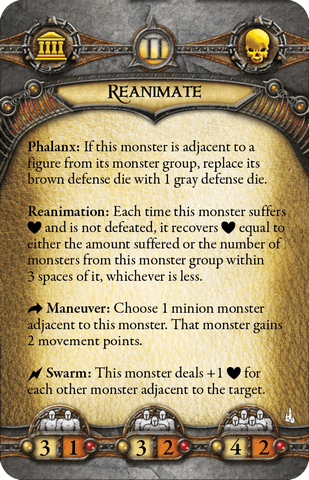 II
REANIMATE
Phalanx: If this monster is adjacent to a
figure from its monster group, replace its
brown defense die with 1 gray defense die.
Reanimation: Each time this monster suffers
♥ and is not defeated, it recovers ♥ equal to
either the amount suffered or the number of
monsters from this monster group within
3 spaces of it, whichever is less.
Maneuver: Choose 1 minion monster
adjacent to this monster. That monster gains
2 movement points.
Swarm: This monster deals +1 ♥ for
each other monster adjacent to the target.
3 1 3 2 4 2